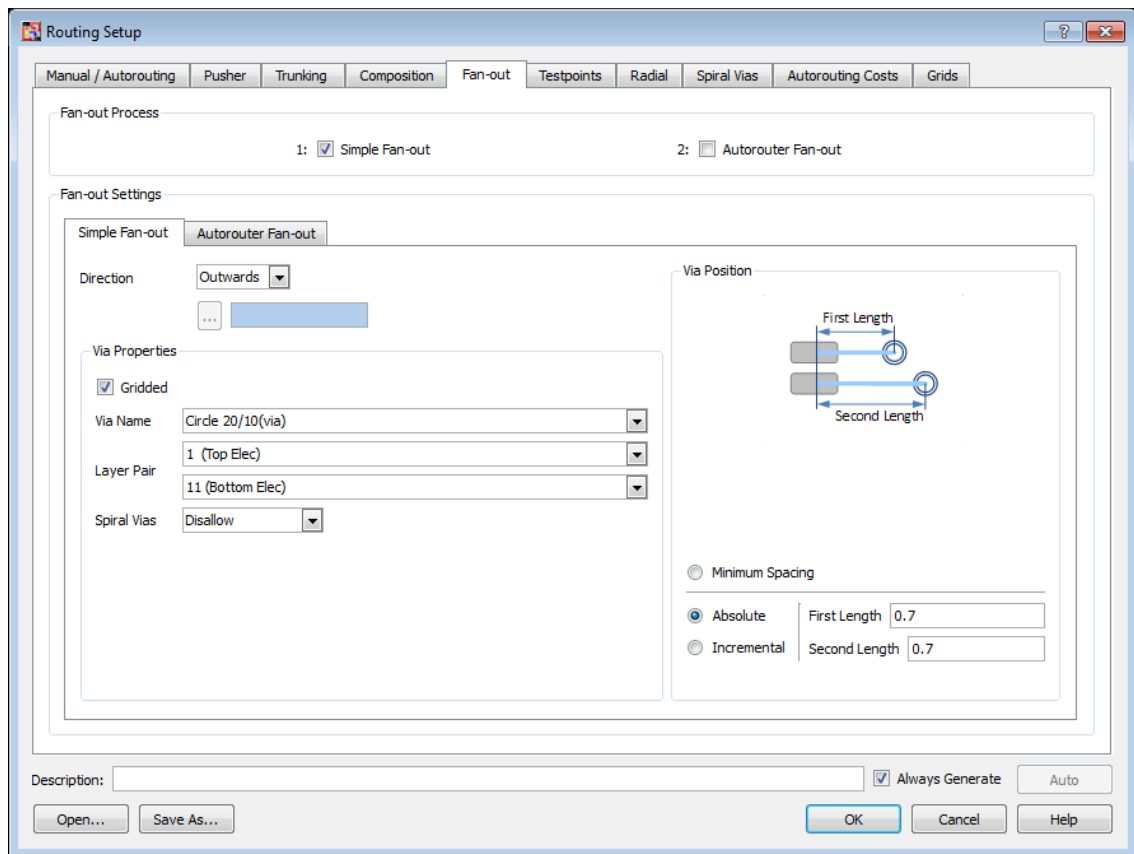 Routing Setup
Manual / Autorouting Pusher Trunking Composition Fan-out Testpoints Radial Spiral Vias Autorouting Costs Grids
Fan-out Process
1: Simple Fan-out 2: Autorouter Fan-out
Fan-out Settings
Simple Fan-out Autorouter Fan-out
Direction Outwards
...
Via Properties
Gridded
Via Name Circle 20/10(via)
Layer Pair
1 (Top Elec)
11 (Bottom Elec)
Spiral Vias Disallow
Via Position
First Length
Second Length
Minimum Spacing
Absolute First Length 0.7
Incremental Second Length 0.7
Description: Always Generate Auto
Open... Save As... OK Cancel Help